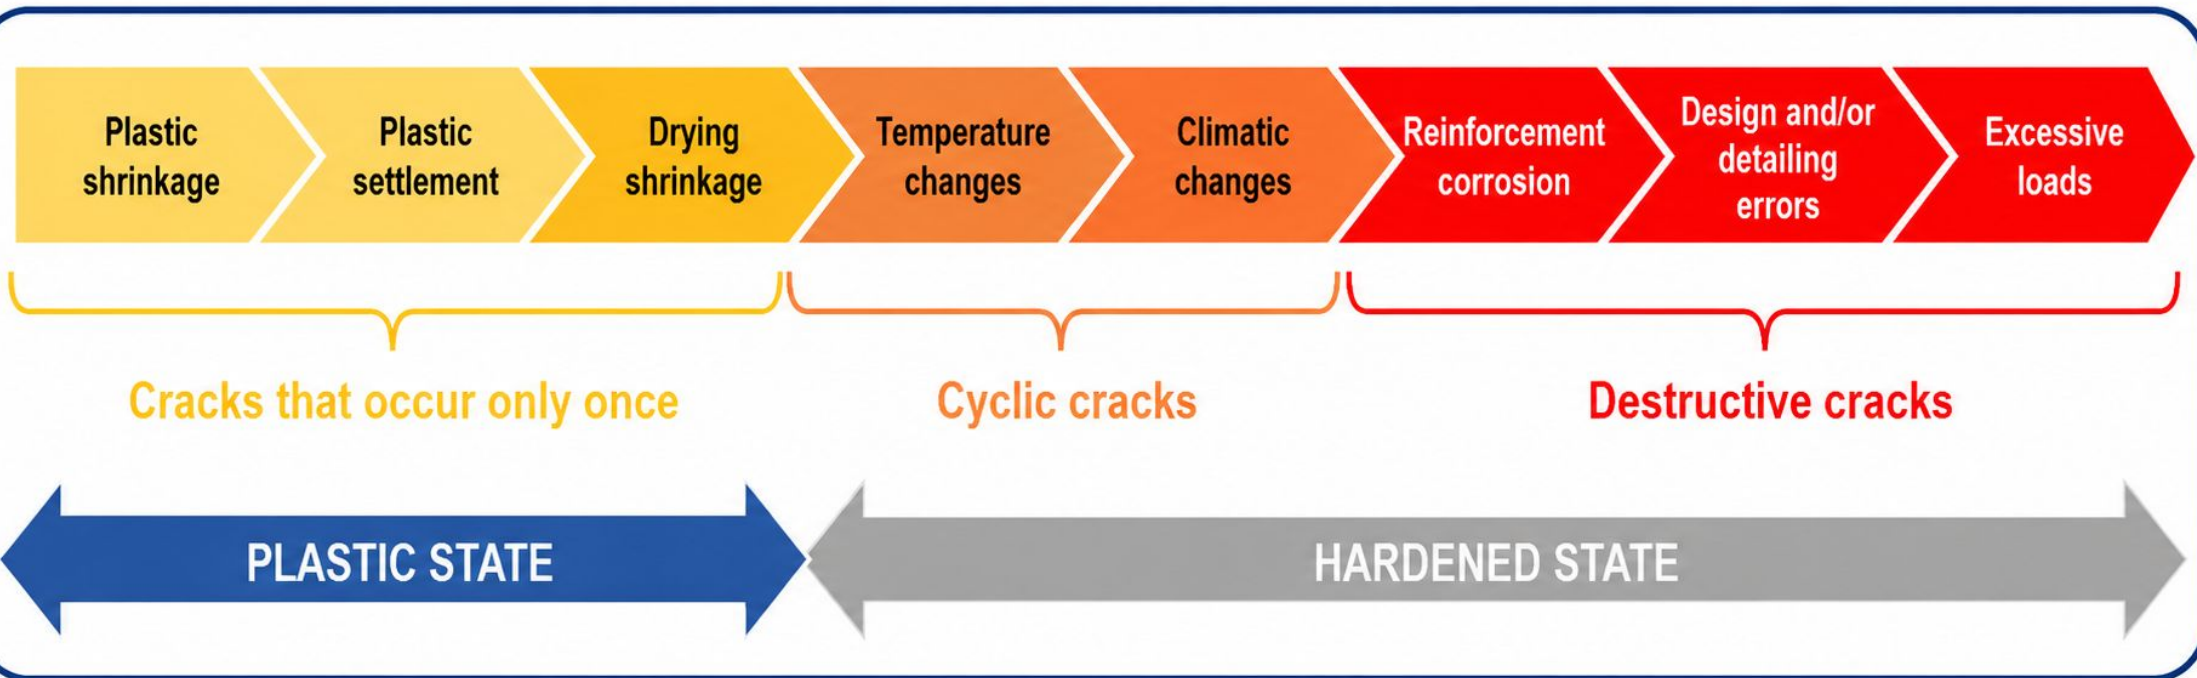 Plastic
shrinkage
Plastic
settlement
Drying
shrinkage
Temperature
changes
Climatic
changes
Reinforcement
corrosion
Design and/or
detailing
errors
Excessive
loads
Cracks that occur only once
Cyclic cracks
Destructive cracks
PLASTIC STATE
HARDENED STATE